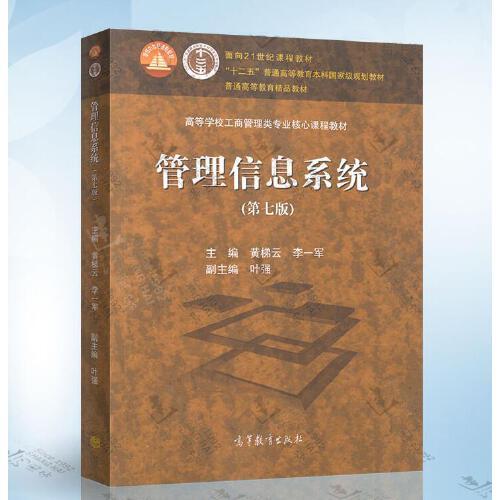 面向21世纪课程教材
“十二五”普通高等教育本科国家级规划教材
普通高等教育精品教材
高等学校工商管理类专业核心课程教材
管理信息系统
(第七版)
主 编 黄梯云 李一军
副主编 叶强
高等教育出版社
管理信息系统
(第七版)
主编 黄梯云 李一军
副主编 叶强